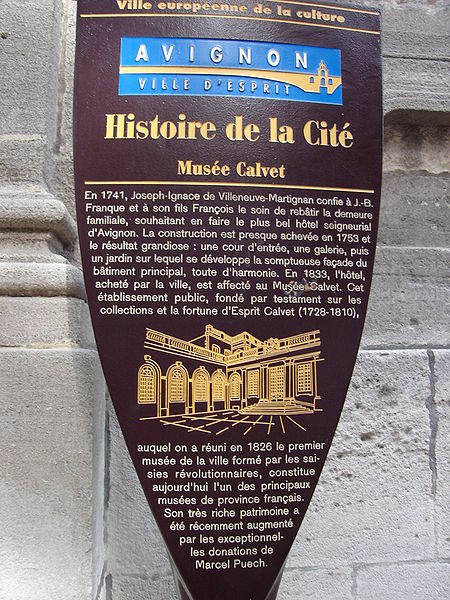 Ville européenne de la culture
AVIGNON
VILLE D'ESPRIT
Histoire de la Cité
Musée Calvet
En 1741, Joseph-Ignace de Villeneuve-Martignan confie à J.-B.
Franque et à son fils François le soin de rebâtir la demeure
familiale, souhaitant en faire le plus bel hôtel seigneurial
d'Avignon. La construction est presque achevée en 1753 et
le résultat grandiose : une cour d'entrée, une galerie, puis
un jardin sur lequel se développe la somptueuse façade du
bâtiment principal, toute d'harmonie. En 1833, l'hôtel,
acheté par la ville, est affecté au Musée Calvet. Cet
établissement public, fondé par testament sur les
collections et la fortune d'Esprit Calvet (1728-1810),
auquel on a réuni en 1826 le premier
musée de la ville formé par les sai-
sies révolutionnaires, constitue
aujourd'hui l'un des principaux
musées de province français.
Son très riche patrimoine a
été récemment augmenté
par les exceptionnel-
les donations de
Marcel Puech.